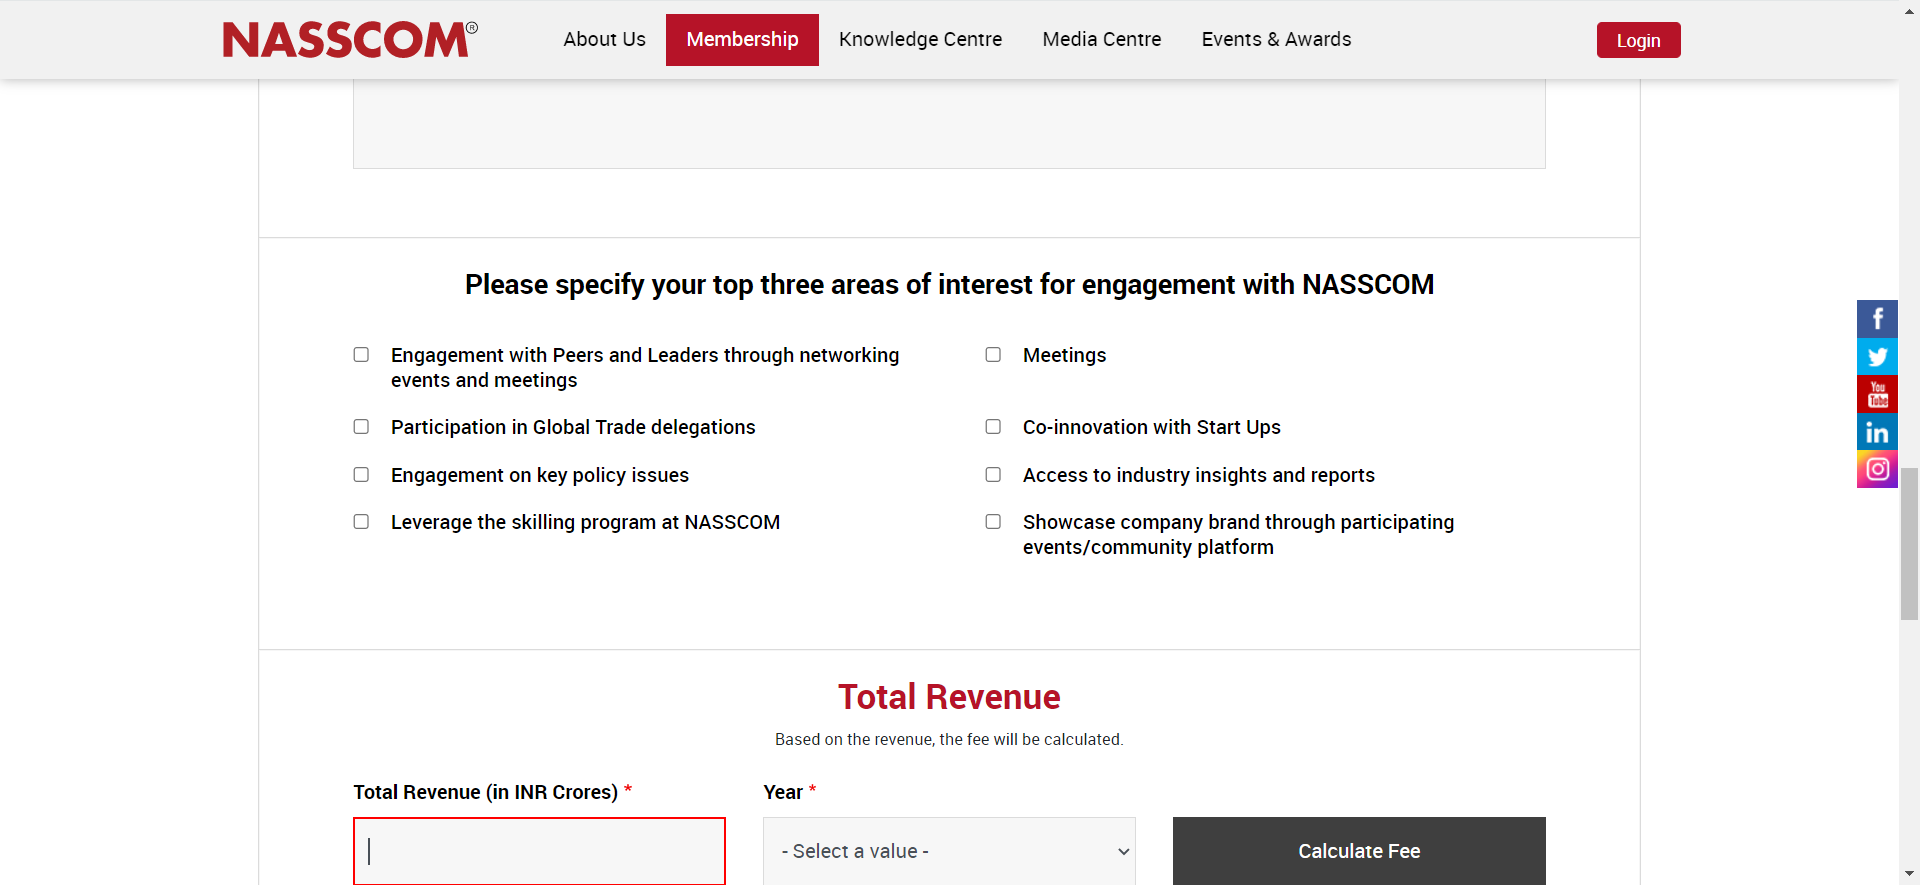 NASSCOM®
About Us
Membership
Knowledge Centre
Media Centre
Events & Awards
Login
Please specify your top three areas of interest for engagement with NASSCOM
Engagement with Peers and Leaders through networking
events and meetings
Meetings
Participation in Global Trade delegations
Co-innovation with Start Ups
Engagement on key policy issues
Access to industry insights and reports
Leverage the skilling program at NASSCOM
Showcase company brand through participating
events/community platform
f
You
Tube
in
Total Revenue
Based on the revenue, the fee will be calculated.
Total Revenue (in INR Crores) *
Year *
- Select a value -
Calculate Fee